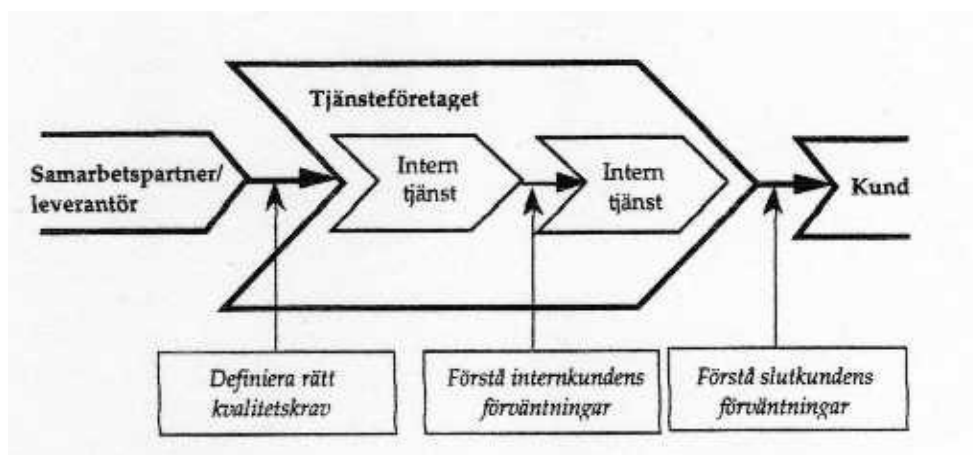 Tjänsteföretaget
Samarbetspartner/
leverantör
Intern
tjänst
Intern
tjänst
Kund
Definiera rätt
kvalitetskrav
Förstå internkundens
förväntningar
Förstå slutkundens
förväntningar